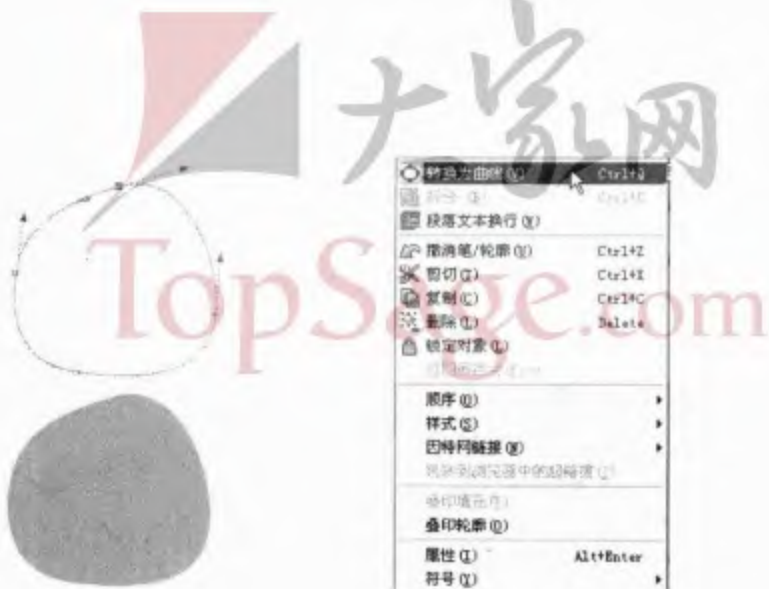 大家网
TopSage.com
转换为曲线(V) Ctrl+Q
段落文本换行(W)
撤消笔/轮廓(U) Ctrl+Z
剪切(T) Ctrl+X
复制(C) Ctrl+C
删除(L) Delete
锁定对象(L)
顺序(O)
样式(S)
因特网链接(N)
叠印轮廓(O)
属性(I) Alt+Enter
符号(Y)